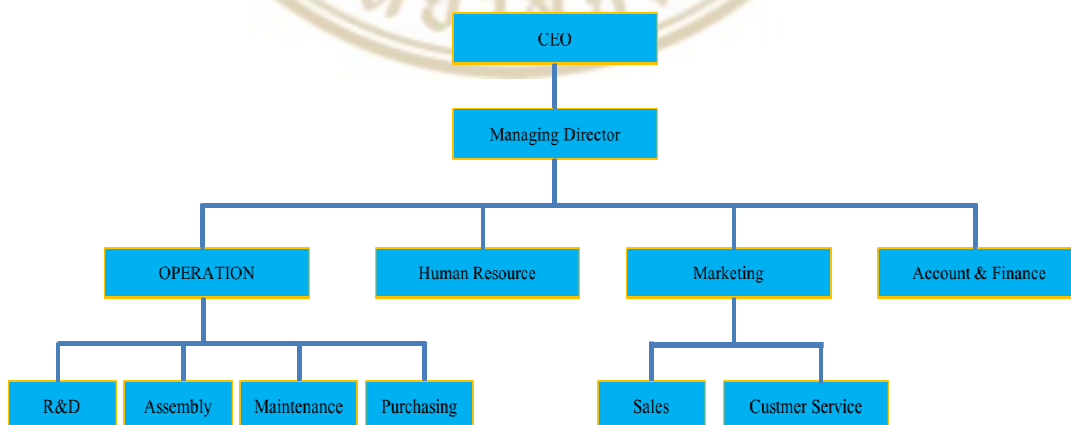 CEO
Managing Director
OPERATION
Human Resource
Marketing
Account & Finance
R&D
Assembly
Maintenance
Purchasing
Sales
Custmer Service